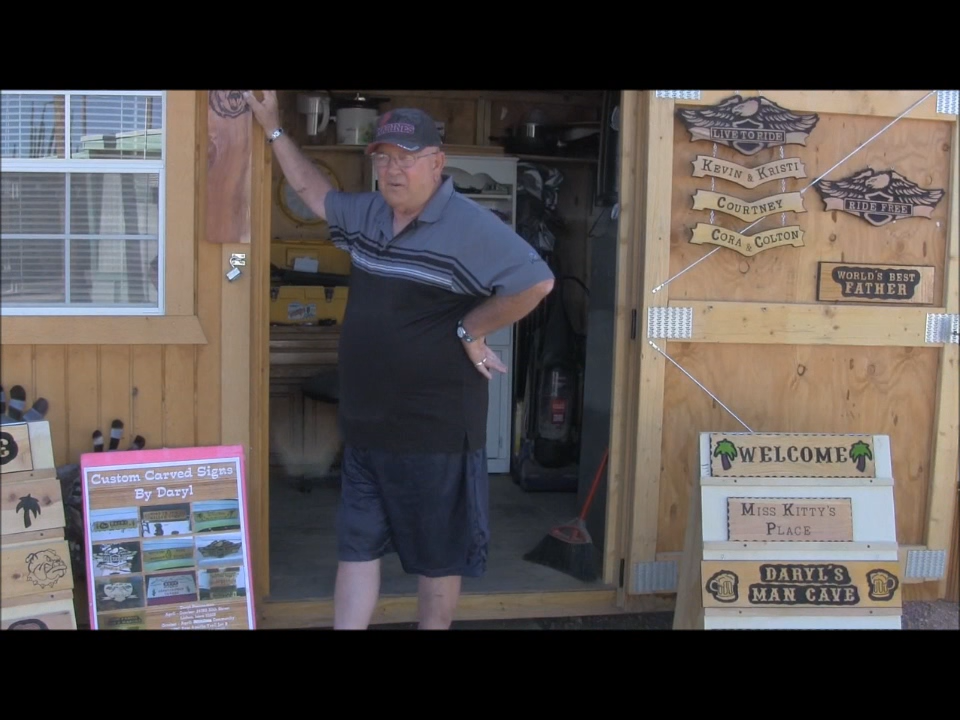 LIVE TO RIDE
KEVIN & KRISTI
COURTNEY
CORA & COLTON
RIDE FREE
WORLD'S BEST
FATHER
Custom Carved Signs
By Daryl
WELCOME
MISS KITTY'S
PLACE
DARYL'S
MAN CAVE